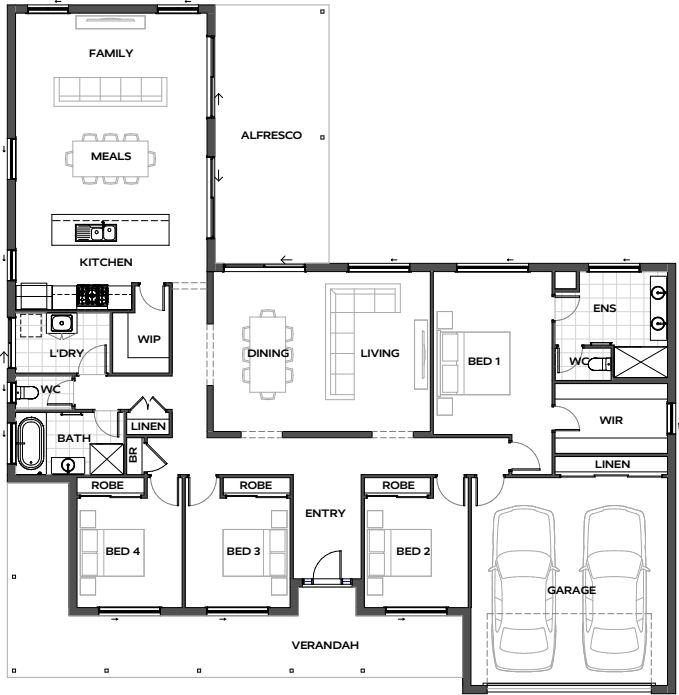 FAMILY
ALFRESCO
MEALS
KITCHEN
ENS
WIP
L'DRY
DINING
LIVING
BED 1
WC
WC
WIR
LINEN
BATH
BR
LINEN
ROBE
ROBE
ROBE
ENTRY
BED 4
BED 3
BED 2
GARAGE
VERANDAH